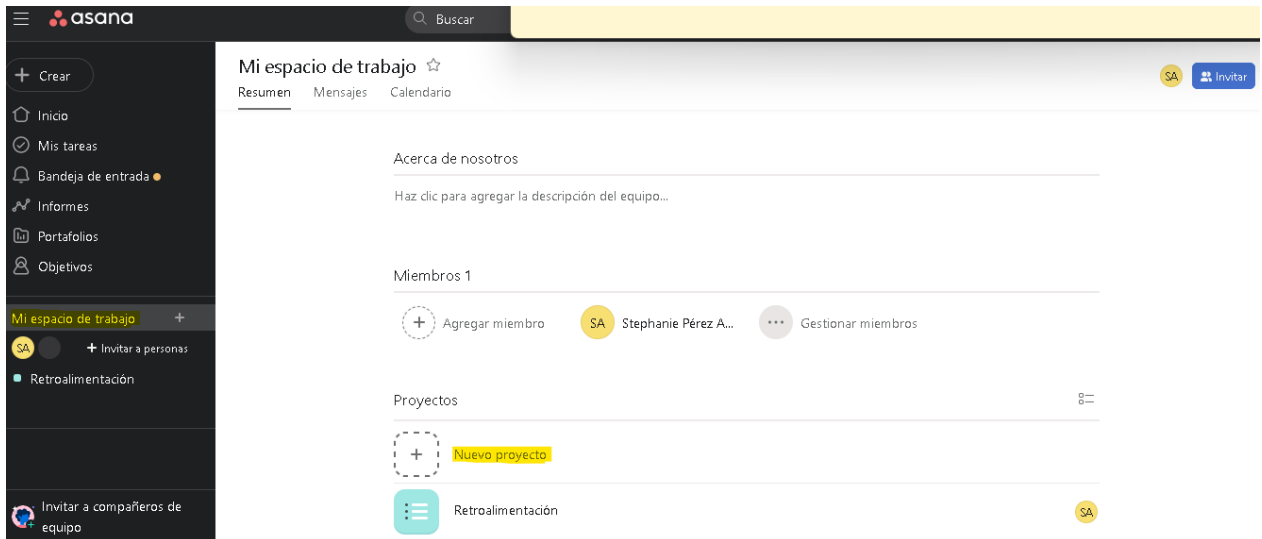 asana
Buscar
Crear
Inicio
Mis tareas
Bandeja de entrada
Informes
Portafolios
Objetivos
Mi espacio de trabajo
SA
+ Invitar a personas
Retroalimentación
Invitar a compañeros de
equipo
Mi espacio de trabajo
SA
Invitar
Resumen Mensajes Calendario
Acerca de nosotros
Haz clic para agregar la descripción del equipo...
Miembros 1
Agregar miembro SA Stephanie Pérez A... Gestionar miembros
Proyectos
Nuevo proyecto
Retroalimentación SA